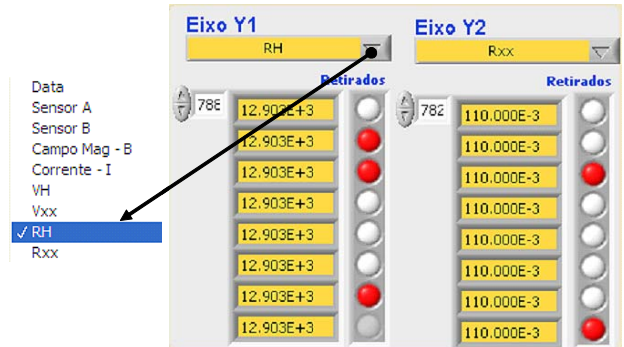 Data
Sensor A
Sensor B
Campo Mag - B
Corrente - I
VH
Vxx
✓ RH
Rxx
Eixo Y1
RH
Retirados
786
12.903E+3
12.903E+3
12.903E+3
12.903E+3
12.903E+3
12.903E+3
12.903E+3
12.903E+3
Eixo Y2
Rxx
Retirados
782
110.000E-3
110.000E-3
110.000E-3
110.000E-3
110.000E-3
110.000E-3
110.000E-3
110.000E-3